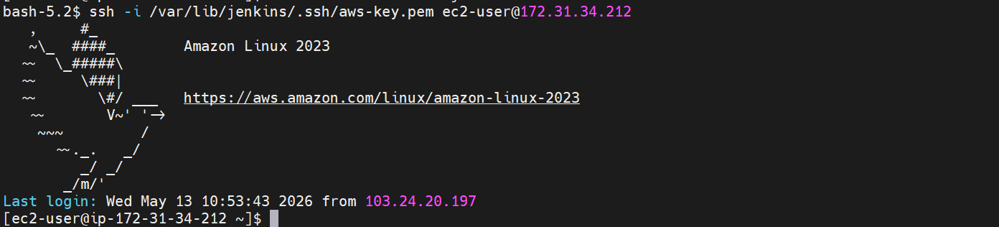 bash-5.2$ ssh -i /var/lib/jenkins/.ssh/aws-key.pem ec2-user@172.31.34.212
   ,     #_
   ~\_  ####_        Amazon Linux 2023
  ~~  \_#####\
  ~~     \###|
  ~~       \#/ ___   https://aws.amazon.com/linux/amazon-linux-2023
   ~~       V~' '->
    ~~~         /
      ~~._.   _/
         _/ _/
       _/m/'
Last login: Wed May 13 10:53:43 2026 from 103.24.20.197
[ec2-user@ip-172-31-34-212 ~]$